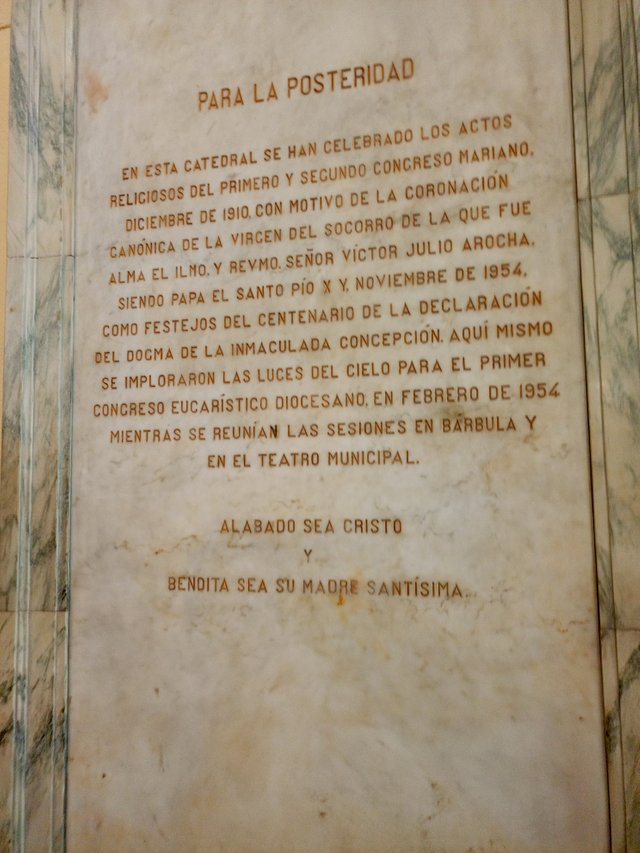 PARA LA POSTERIDAD
EN ESTA CATEDRAL SE HAN CELEBRADO LOS ACTOS
RELIGIOSOS DEL PRIMERO Y SEGUNDO CONGRESO MARIANO,
DICIEMBRE DE 1910, CON MOTIVO DE LA CORONACIÓN
CANÓNICA DE LA VIRGEN DEL SOCORRO DE LA QUE FUE
ALMA EL ILMO. Y REVMO. SEÑOR VÍCTOR JULIO AROCHA,
SIENDO PAPA EL SANTO PÍO X Y, NOVIEMBRE DE 1954,
COMO FESTEJOS DEL CENTENARIO DE LA DECLARACIÓN
DEL DOGMA DE LA INMACULADA CONCEPCIÓN. AQUÍ MISMO
SE IMPLORARON LAS LUCES DEL CIELO PARA EL PRIMER
CONGRESO EUCARÍSTICO DIOCESANO, EN FEBRERO DE 1954
MIENTRAS SE REUNÍAN LAS SESIONES EN BÁRBULA Y
EN EL TEATRO MUNICIPAL.
ALABADO SEA CRISTO
Y
BENDITA SEA SU MADRE SANTÍSIMA.